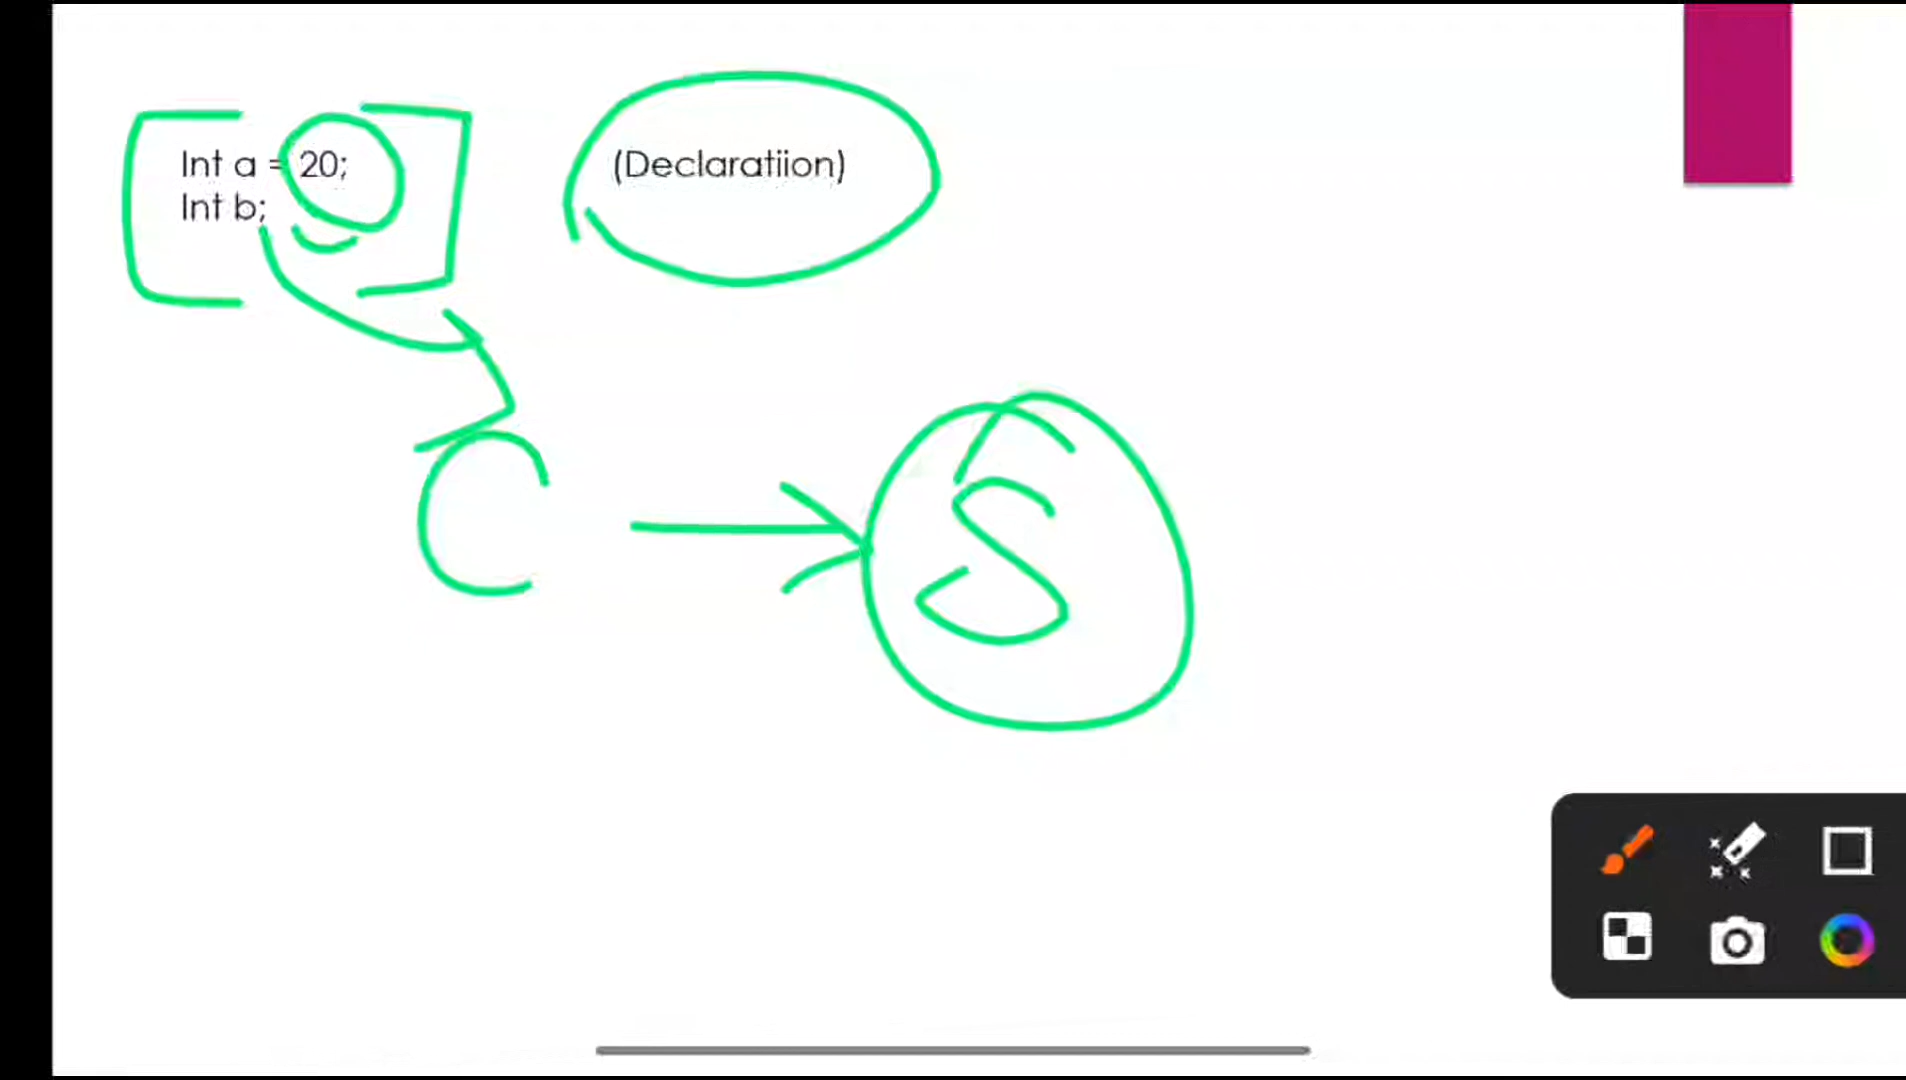 Int a = 20; (Declaratiion)
Int b;
C
S